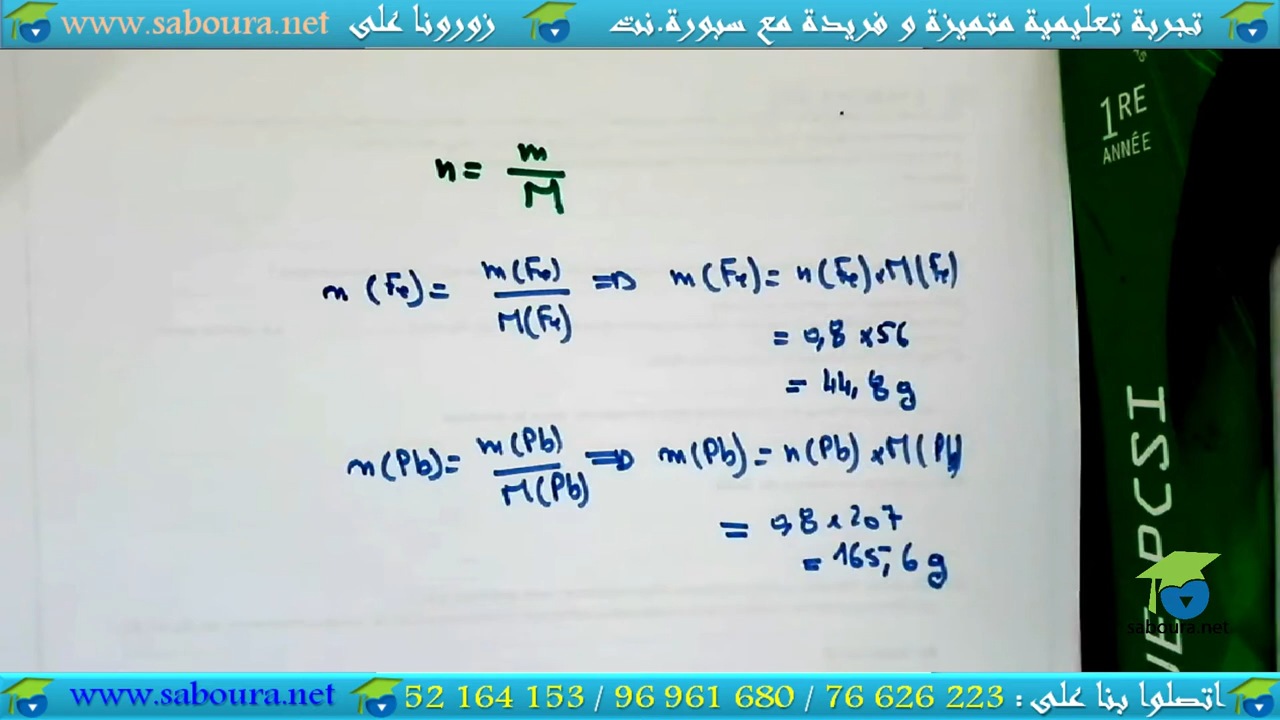 www.saboura.net زورونا على تجربة تعليمية متميزة و فريدة مع سبورة.نت
1RE
ANNÉE
n = m/M
n (Fe) = m(Fe)/M(Fe) => m(Fe) = n(Fe) × M(Fe)
= 0,8 × 56
= 44,8 g
n(Pb) = m(Pb)/M(Pb) => m(Pb) = n(Pb) × M(Pb)
= 0,8 × 207
= 165,6 g
PCSI
saboura.net
www.saboura.net 52 164 153 / 96 961 680 / 76 626 223 : اتصلوا بنا على